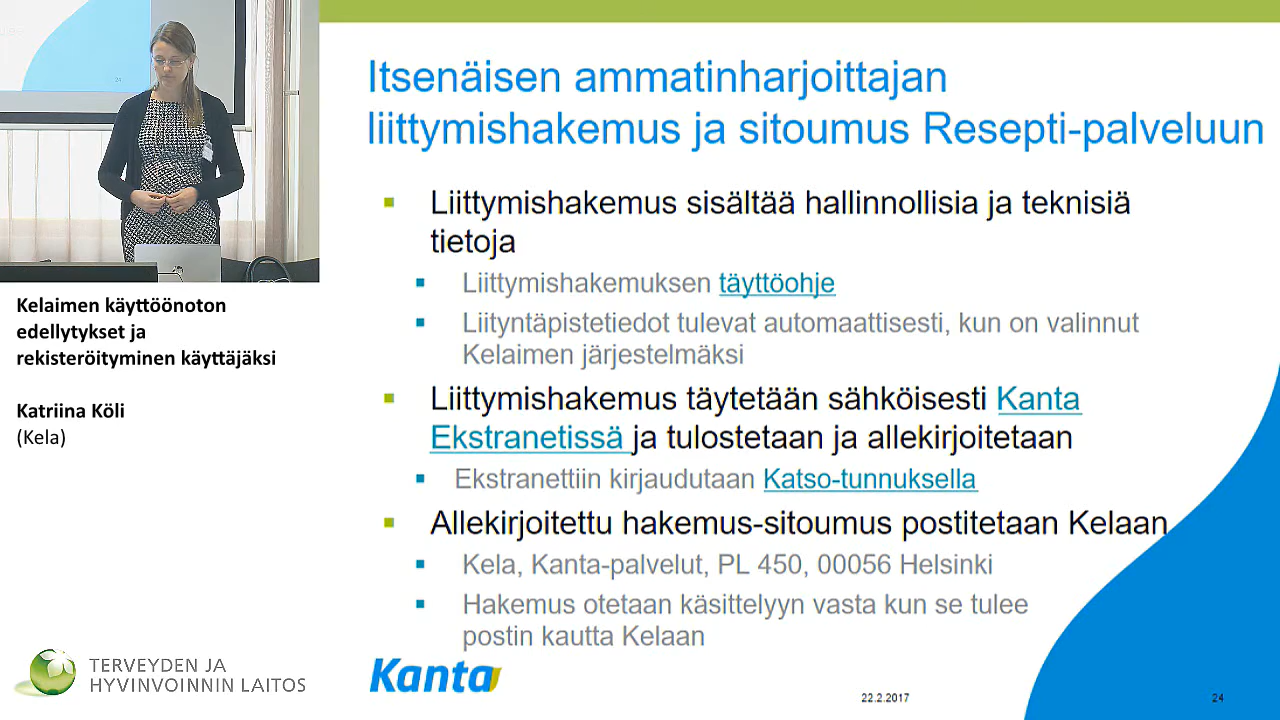 Itsenäisen ammatinharjoittajan
liittymishakemus ja sitoumus Resepti-palveluun
Liittymishakemus sisältää hallinnollisia ja teknisiä
tietoja
Liittymishakemuksen täyttöohje
Liityntäpistetiedot tulevat automaattisesti, kun on valinnut
Kelaimen järjestelmäksi
Liittymishakemus täytetään sähköisesti Kanta
Ekstranetissä ja tulostetaan ja allekirjoitetaan
Ekstranettiin kirjaudutaan Katso-tunnuksella
Allekirjoitettu hakemus-sitoumus postitetaan Kelaan
Kela, Kanta-palvelut, PL 450, 00056 Helsinki
Hakemus otetaan käsittelyyn vasta kun se tulee
postin kautta Kelaan
Kanta
22.2.2017
24
Kelaimen käyttöönoton
edellytykset ja
rekisteröityminen käyttäjäksi
Katriina Köli
(Kela)
TERVEYDEN JA
HYVINVOINNIN LAITOS